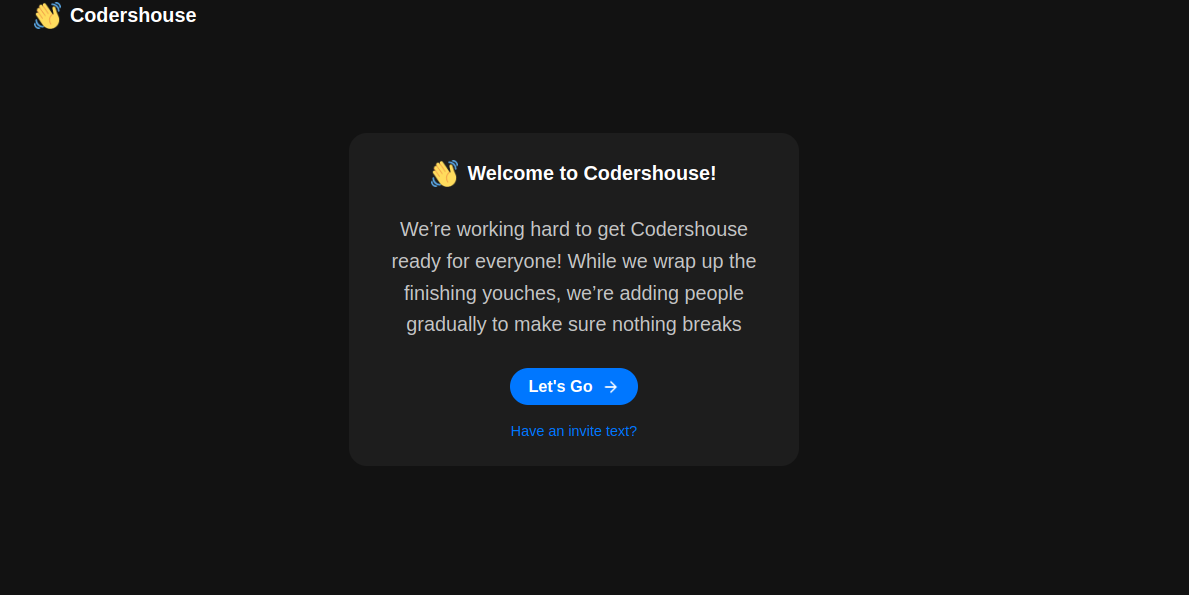 Codershouse
Welcome to Codershouse!
We’re working hard to get Codershouse
ready for everyone! While we wrap up the
finishing youches, we’re adding people
gradually to make sure nothing breaks
Let's Go
Have an invite text?